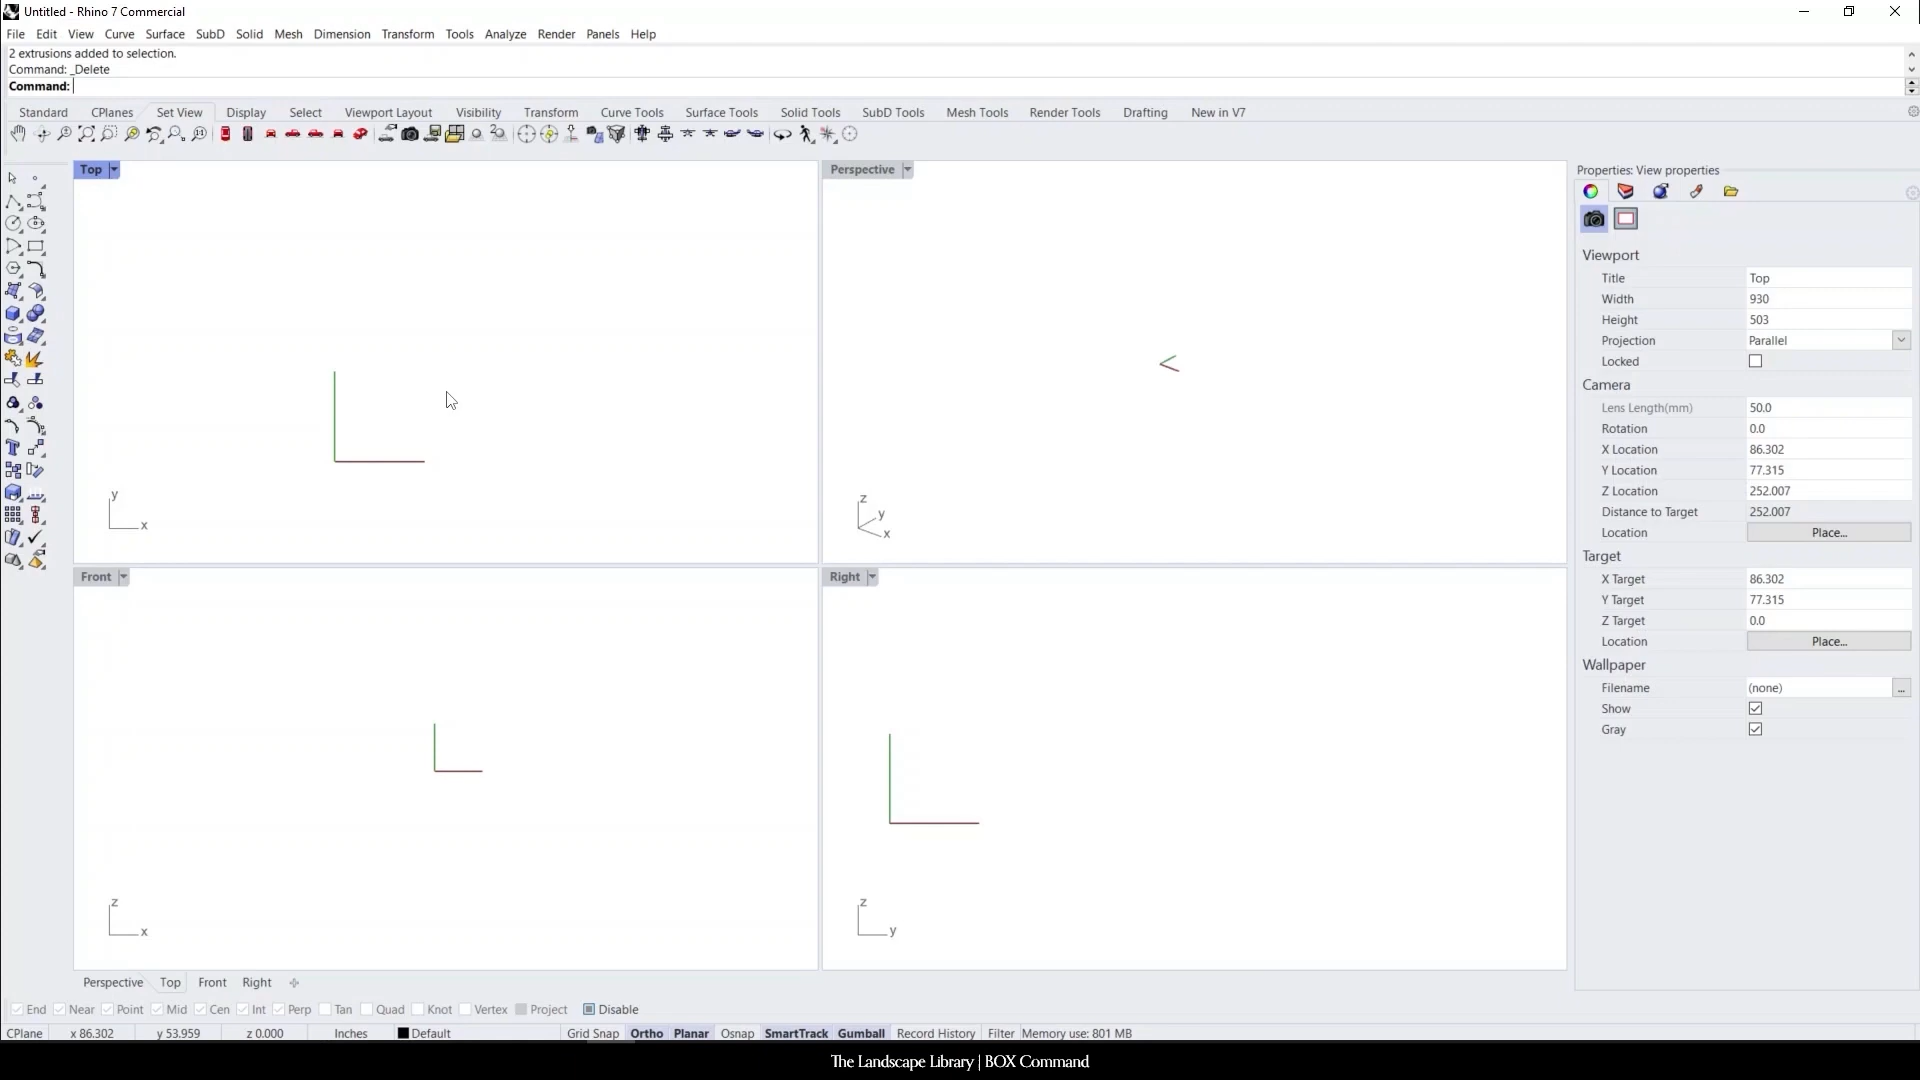 Untitled - Rhino 7 Commercial
File Edit View Curve Surface SubD Solid Mesh Dimension Transform Tools Analyze Render Panels Help
2 extrusions added to selection.
Command: _Delete
Command:
Standard CPlanes Set View Display Select Viewport Layout Visibility Transform Curve Tools Surface Tools Solid Tools SubD Tools Mesh Tools Render Tools Drafting New in V7
Top
y
x
Perspective
z
y
x
Front
z
x
Right
z
y
Properties: View properties
Viewport
Title Top
Width 930
Height 503
Projection Parallel
Locked
Camera
Lens Length(mm) 50.0
Rotation 0.0
X Location 86.302
Y Location 77.315
Z Location 252.007
Distance to Target 252.007
Location Place...
Target
X Target 86.302
Y Target 77.315
Z Target 0.0
Location Place...
Wallpaper
Filename (none) ...
Show
Gray
Perspective Top Front Right
End Near Point Mid Cen Int Perp Tan Quad Knot Vertex Project Disable
CPlane x 86.302 y 53.959 z 0.000 Inches Default Grid Snap Ortho Planar Osnap SmartTrack Gumball Record History Filter Memory use: 801 MB
The Landscape Library | BOX Command